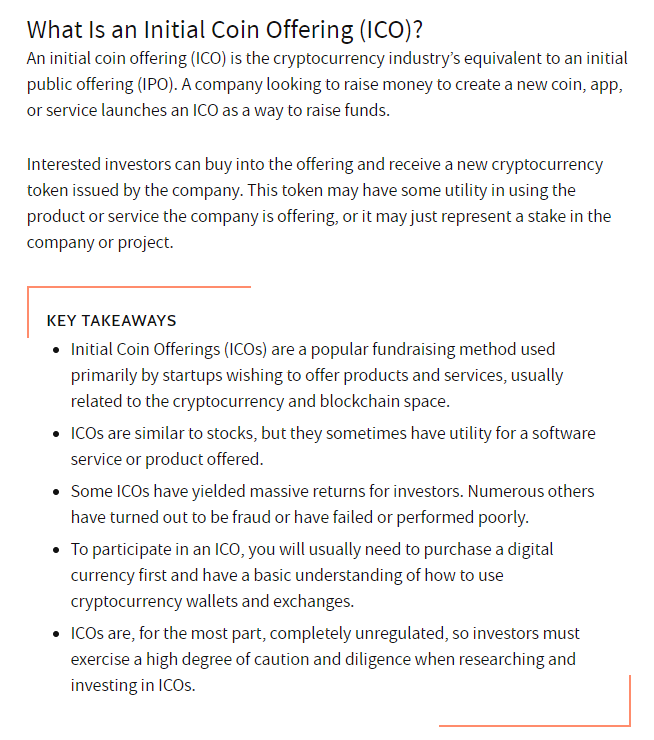 What Is an Initial Coin Offering (ICO)?
An initial coin offering (ICO) is the cryptocurrency industry’s equivalent to an initial
public offering (IPO). A company looking to raise money to create a new coin, app,
or service launches an ICO as a way to raise funds.
Interested investors can buy into the offering and receive a new cryptocurrency
token issued by the company. This token may have some utility in using the
product or service the company is offering, or it may just represent a stake in the
company or project.
KEY TAKEAWAYS
• Initial Coin Offerings (ICOs) are a popular fundraising method used
primarily by startups wishing to offer products and services, usually
related to the cryptocurrency and blockchain space.
• ICOs are similar to stocks, but they sometimes have utility for a software
service or product offered.
• Some ICOs have yielded massive returns for investors. Numerous others
have turned out to be fraud or have failed or performed poorly.
• To participate in an ICO, you will usually need to purchase a digital
currency first and have a basic understanding of how to use
cryptocurrency wallets and exchanges.
• ICOs are, for the most part, completely unregulated, so investors must
exercise a high degree of caution and diligence when researching and
investing in ICOs.